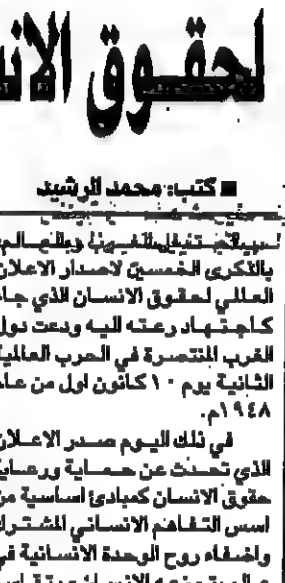 لحقوق الانس
■ كتب: محمد الرشيد
بالذكرى الخمسين لاصدار الاعلان
العالمي لحقوق الانسان الذي جاء
كاجتهاد رعته اليه ودعت دول
الغرب المنتصرة في الحرب العالمية
الثانية يوم ١٠ كانون اول من عام
١٩٤٨م.
في ذلك اليوم صدر الاعلان
الذي تحدث عن حماية ورعاية
حقوق الانسان كمبادئ اساسية من
اسس التفاهم الانساني المشترك
واضفاء روح الوحدة الانسانية في